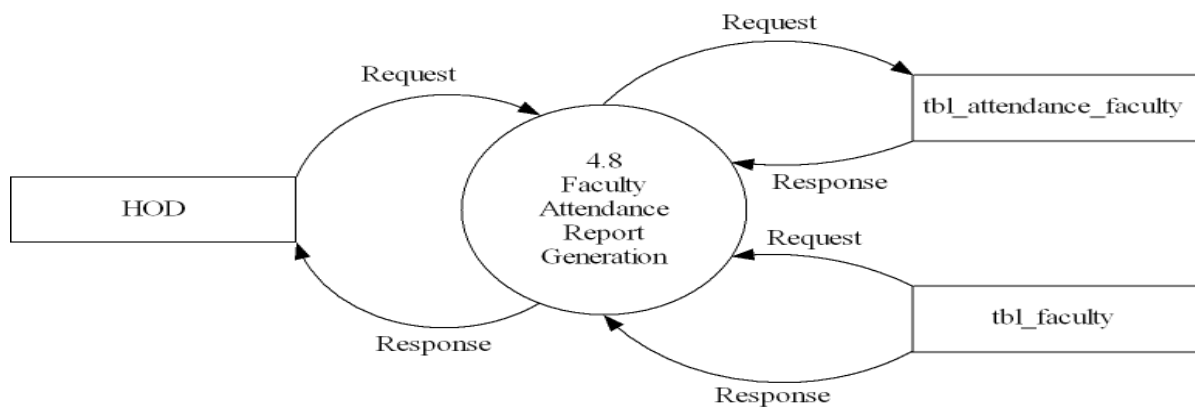 Request
Request
tbl_attendance_faculty
4.8
Faculty
Attendance
Report
Generation
Response
HOD
Request
Response
tbl_faculty
Response